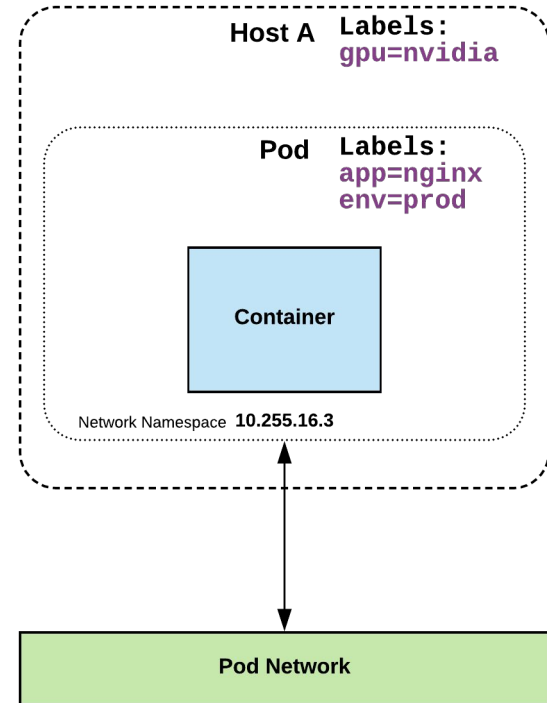 Host A
Labels:
gpu=nvidia
Pod
Labels:
app=nginx
env=prod
Container
Network Namespace 10.255.16.3
Pod Network